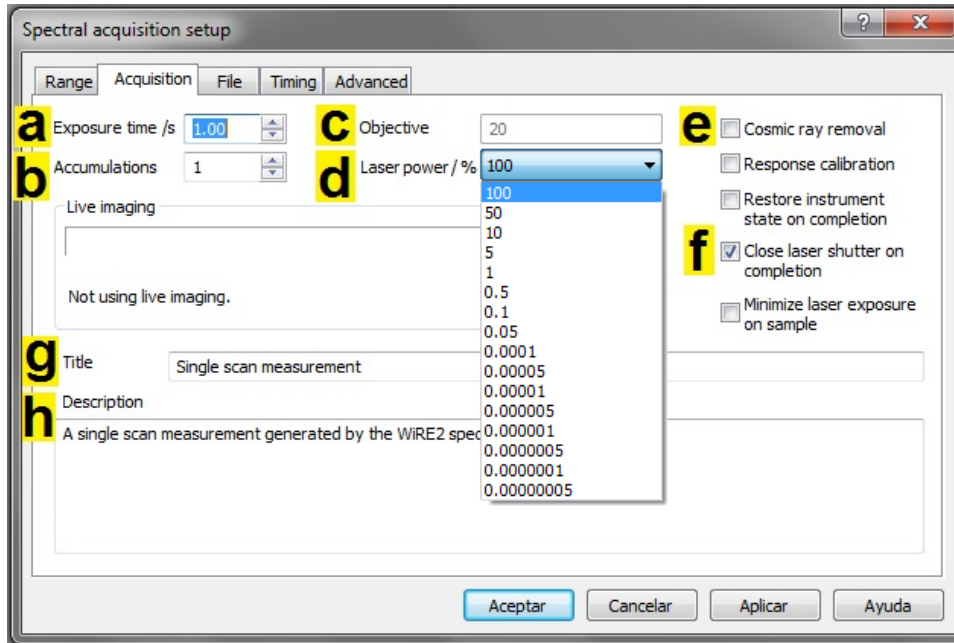 Spectral acquisition setup
?
Range Acquisition File Timing Advanced
a Exposure time /s 1.00
b Accumulations 1
c Objective 20
d Laser power / % 100
100
50
10
5
1
0.5
0.1
0.05
0.0001
0.00005
0.00001
0.000005
0.000001
0.0000005
0.0000001
0.00000005
e Cosmic ray removal
Response calibration
Restore instrument
state on completion
f Close laser shutter on
completion
Minimize laser exposure
on sample
Live imaging
Not using live imaging.
g Title Single scan measurement
h Description
A single scan measurement generated by the WiRE2 spec
Aceptar Cancelar Aplicar Ayuda